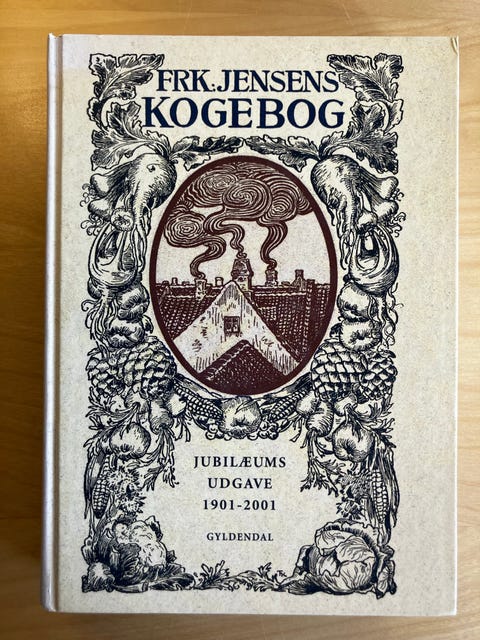 FRK. JENSENS
KOGEBOG
JUBILÆUMS
UDGAVE
1901-2001
GYLDENDAL